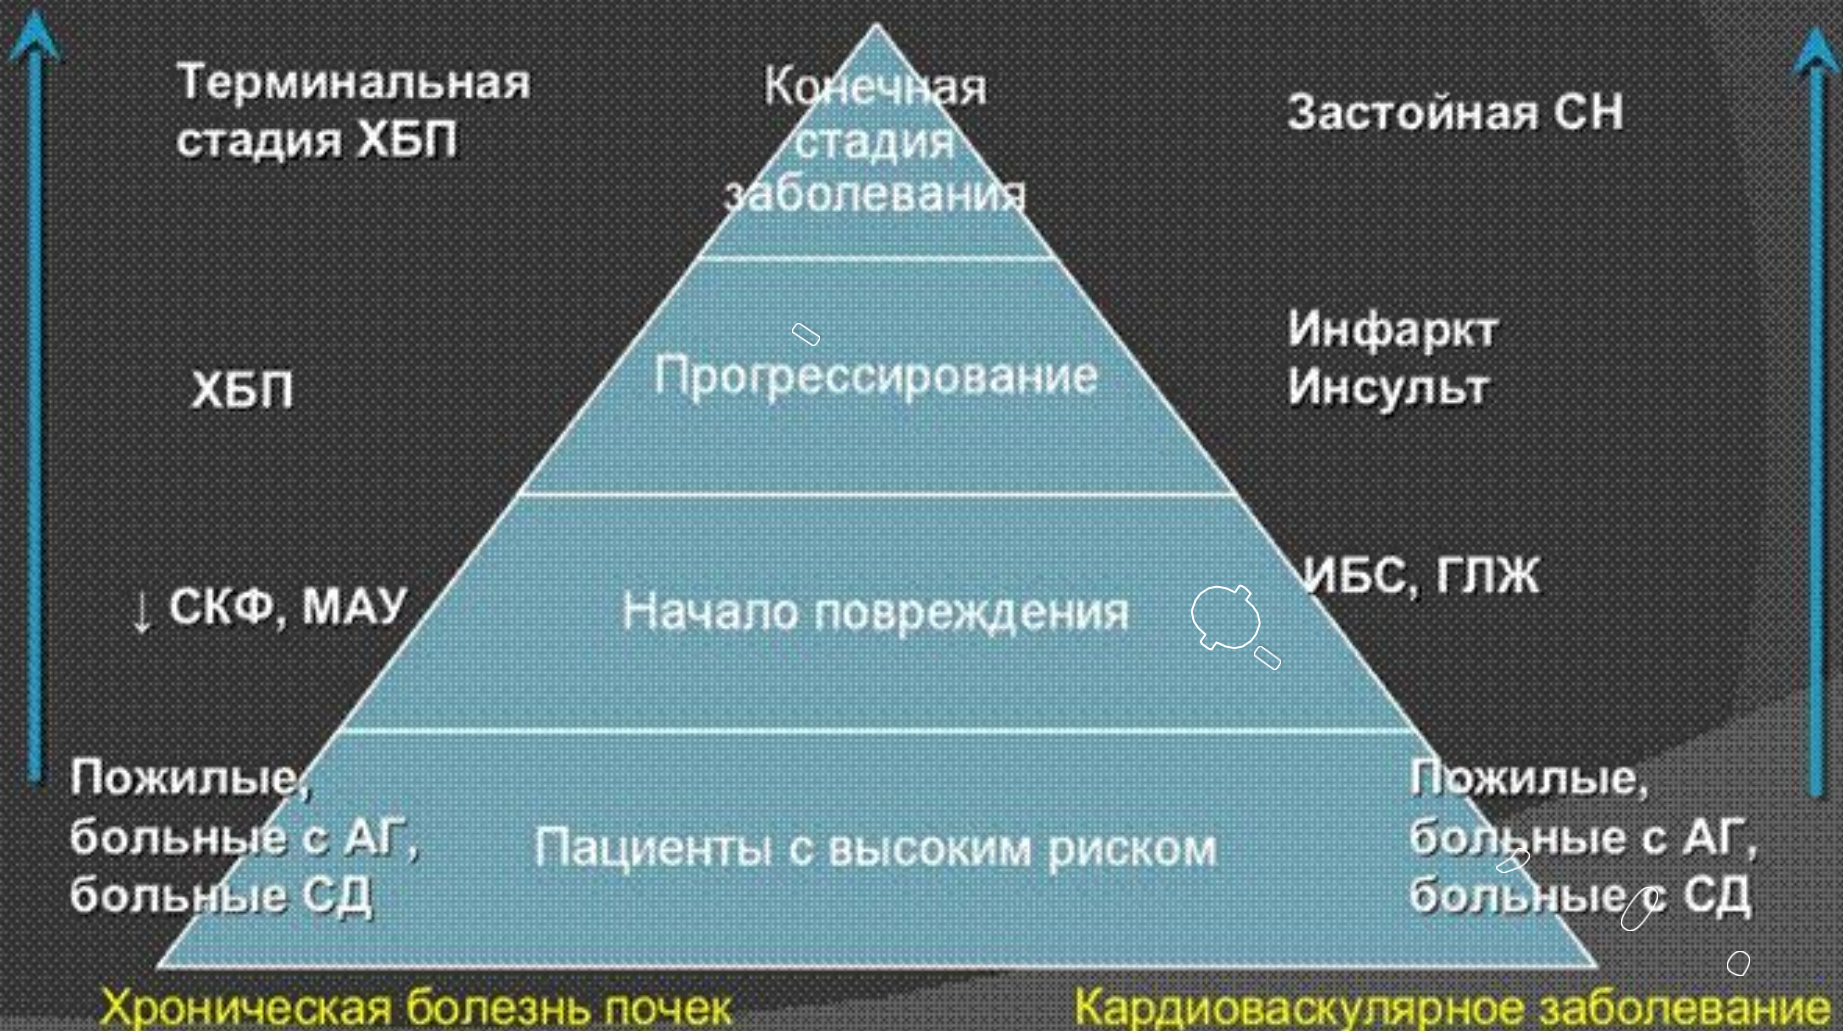 Терминальная
стадия ХБП
Конечная
стадия
заболевания
Застойная СН
ХБП
Прогрессирование
Инфаркт
Инсульт
↓ СКФ, МАУ
Начало повреждения
ИБС, ГЛЖ
Пожилые,
больные с АГ,
больные СД
Пациенты с высоким риском
Пожилые,
больные с АГ,
больные с СД
Хроническая болезнь почек
Кардиоваскулярное заболевание